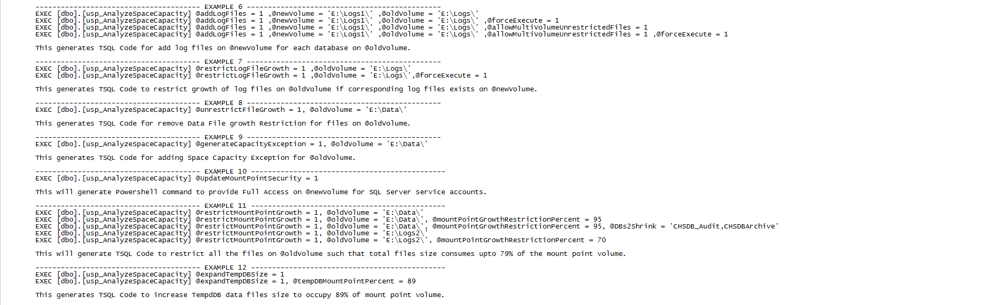 --------------------------------------- EXAMPLE 6 ----------------------------------------------
EXEC [dbo].[usp_AnalyzeSpaceCapacity] @addLogFiles = 1 ,@newVolume = 'E:\Logs1\' ,@oldVolume = 'E:\Logs\'
EXEC [dbo].[usp_AnalyzeSpaceCapacity] @addLogFiles = 1 ,@newVolume = 'E:\Logs1\' ,@oldVolume = 'E:\Logs\' ,@forceExecute = 1
EXEC [dbo].[usp_AnalyzeSpaceCapacity] @addLogFiles = 1 ,@newVolume = 'E:\Logs1\' ,@oldVolume = 'E:\Logs\' ,@allowMultiVolumeUnrestrictedFiles = 1
EXEC [dbo].[usp_AnalyzeSpaceCapacity] @addLogFiles = 1 ,@newVolume = 'E:\Logs1\' ,@oldVolume = 'E:\Logs\' ,@allowMultiVolumeUnrestrictedFiles = 1 ,@forceExecute = 1
This generates TSQL Code for add log files on @newVolume for each database on @oldVolume.
--------------------------------------- EXAMPLE 7 ----------------------------------------------
EXEC [dbo].[usp_AnalyzeSpaceCapacity] @restrictLogFileGrowth = 1 ,@oldVolume = 'E:\Logs\'
EXEC [dbo].[usp_AnalyzeSpaceCapacity] @restrictLogFileGrowth = 1 ,@oldVolume = 'E:\Logs\',@forceExecute = 1
This generates TSQL Code to restrict growth of log files on @oldVolume if corresponding log files exists on @newVolume.
--------------------------------------- EXAMPLE 8 ----------------------------------------------
EXEC [dbo].[usp_AnalyzeSpaceCapacity] @unrestrictFileGrowth = 1, @oldVolume = 'E:\Data\'
This generates TSQL Code for remove Data File growth Restriction for files on @oldVolume.
--------------------------------------- EXAMPLE 9 ----------------------------------------------
EXEC [dbo].[usp_AnalyzeSpaceCapacity] @generateCapacityException = 1, @oldVolume = 'E:\Data\'
This generates TSQL Code for adding Space Capacity Exception for @oldVolume.
--------------------------------------- EXAMPLE 10 ----------------------------------------------
EXEC [dbo].[usp_AnalyzeSpaceCapacity] @UpdateMountPointSecurity = 1
This will generate Powershell command to provide Full Access on @newVolume for SQL Server service accounts.
--------------------------------------- EXAMPLE 11 ----------------------------------------------
EXEC [dbo].[usp_AnalyzeSpaceCapacity] @restrictMountPointGrowth = 1, @oldVolume = 'E:\Data\'
EXEC [dbo].[usp_AnalyzeSpaceCapacity] @restrictMountPointGrowth = 1, @oldVolume = 'E:\Data\', @mountPointGrowthRestrictionPercent = 95
EXEC [dbo].[usp_AnalyzeSpaceCapacity] @restrictMountPointGrowth = 1, @oldVolume = 'E:\Data\', @mountPointGrowthRestrictionPercent = 95, @DBs2Shrink = 'CHSDB_Audit,CHSDBArchive'
EXEC [dbo].[usp_AnalyzeSpaceCapacity] @restrictMountPointGrowth = 1, @oldVolume = 'E:\Logs2\'
EXEC [dbo].[usp_AnalyzeSpaceCapacity] @restrictMountPointGrowth = 1, @oldVolume = 'E:\Logs2\', @mountPointGrowthRestrictionPercent = 70
This will generate TSQL Code to restrict all the files on @oldVolume such that total files size consumes upto 79% of the mount point volume.
--------------------------------------- EXAMPLE 12 ----------------------------------------------
EXEC [dbo].[usp_AnalyzeSpaceCapacity] @expandTempDBSize = 1
EXEC [dbo].[usp_AnalyzeSpaceCapacity] @expandTempDBSize = 1, @tempDBMountPointPercent = 89
This generates TSQL Code to increase TempdDB data files size to occupy 89% of mount point volume.